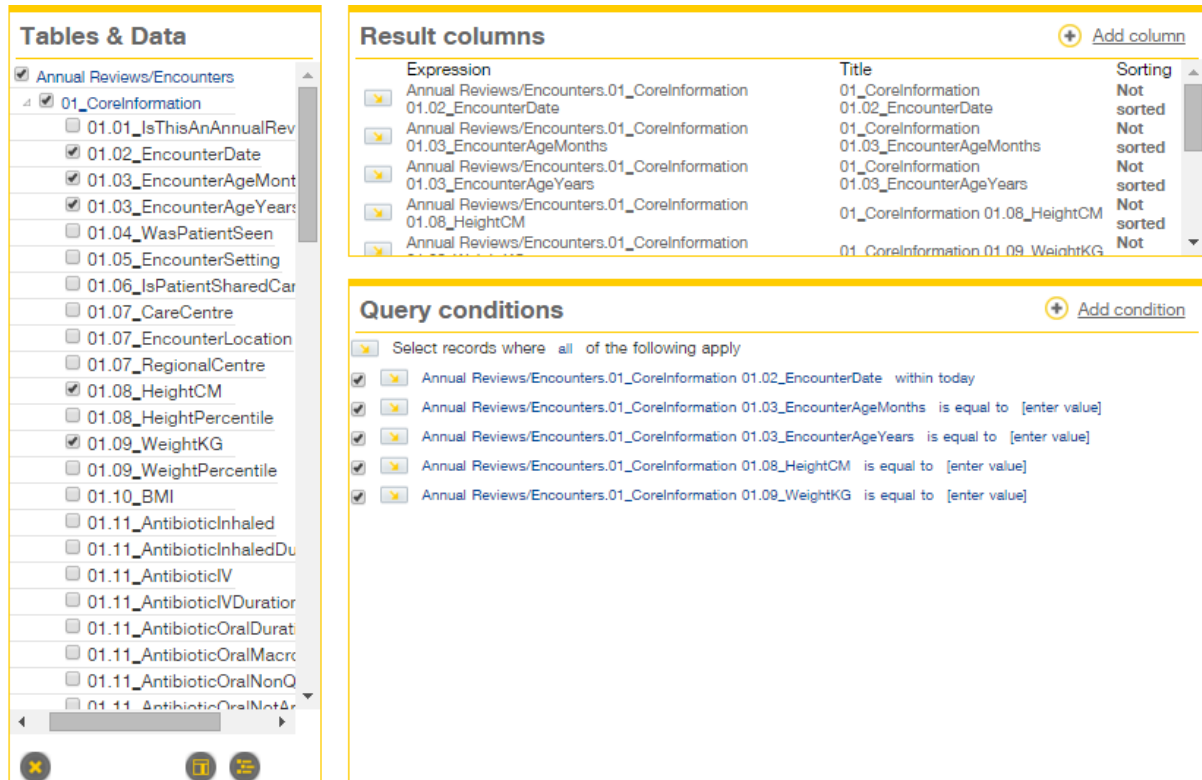 Tables & Data
Annual Reviews/Encounters
01_CoreInformation
01.01_IsThisAnAnnualRev
01.02_EncounterDate
01.03_EncounterAgeMont
01.03_EncounterAgeYears
01.04_WasPatientSeen
01.05_EncounterSetting
01.06_IsPatientSharedCar
01.07_CareCentre
01.07_EncounterLocation
01.07_RegionalCentre
01.08_HeightCM
01.08_HeightPercentile
01.09_WeightKG
01.09_WeightPercentile
01.10_BMI
01.11_AntibioticInhaled
01.11_AntibioticInhaledDu
01.11_AntibioticIV
01.11_AntibioticIVDuration
01.11_AntibioticOralDurati
01.11_AntibioticOralMacro
01.11_AntibioticOralNonQ
01.11_AntibioticOralNotAr
Result columns
Add column
Expression Title Sorting
Annual Reviews/Encounters.01_CoreInformation 01_CoreInformation Not
01.02_EncounterDate 01.02_EncounterDate sorted
Annual Reviews/Encounters.01_CoreInformation 01_CoreInformation Not
01.03_EncounterAgeMonths 01.03_EncounterAgeMonths sorted
Annual Reviews/Encounters.01_CoreInformation 01_CoreInformation Not
01.03_EncounterAgeYears 01.03_EncounterAgeYears sorted
Annual Reviews/Encounters.01_CoreInformation 01_CoreInformation 01.08_HeightCM Not
01.08_HeightCM sorted
Annual Reviews/Encounters.01_CoreInformation 01_CoreInformation 01.09_WeightKG Not
Query conditions
Add condition
Select records where all of the following apply
Annual Reviews/Encounters.01_CoreInformation 01.02_EncounterDate within today
Annual Reviews/Encounters.01_CoreInformation 01.03_EncounterAgeMonths is equal to [enter value]
Annual Reviews/Encounters.01_CoreInformation 01.03_EncounterAgeYears is equal to [enter value]
Annual Reviews/Encounters.01_CoreInformation 01.08_HeightCM is equal to [enter value]
Annual Reviews/Encounters.01_CoreInformation 01.09_WeightKG is equal to [enter value]